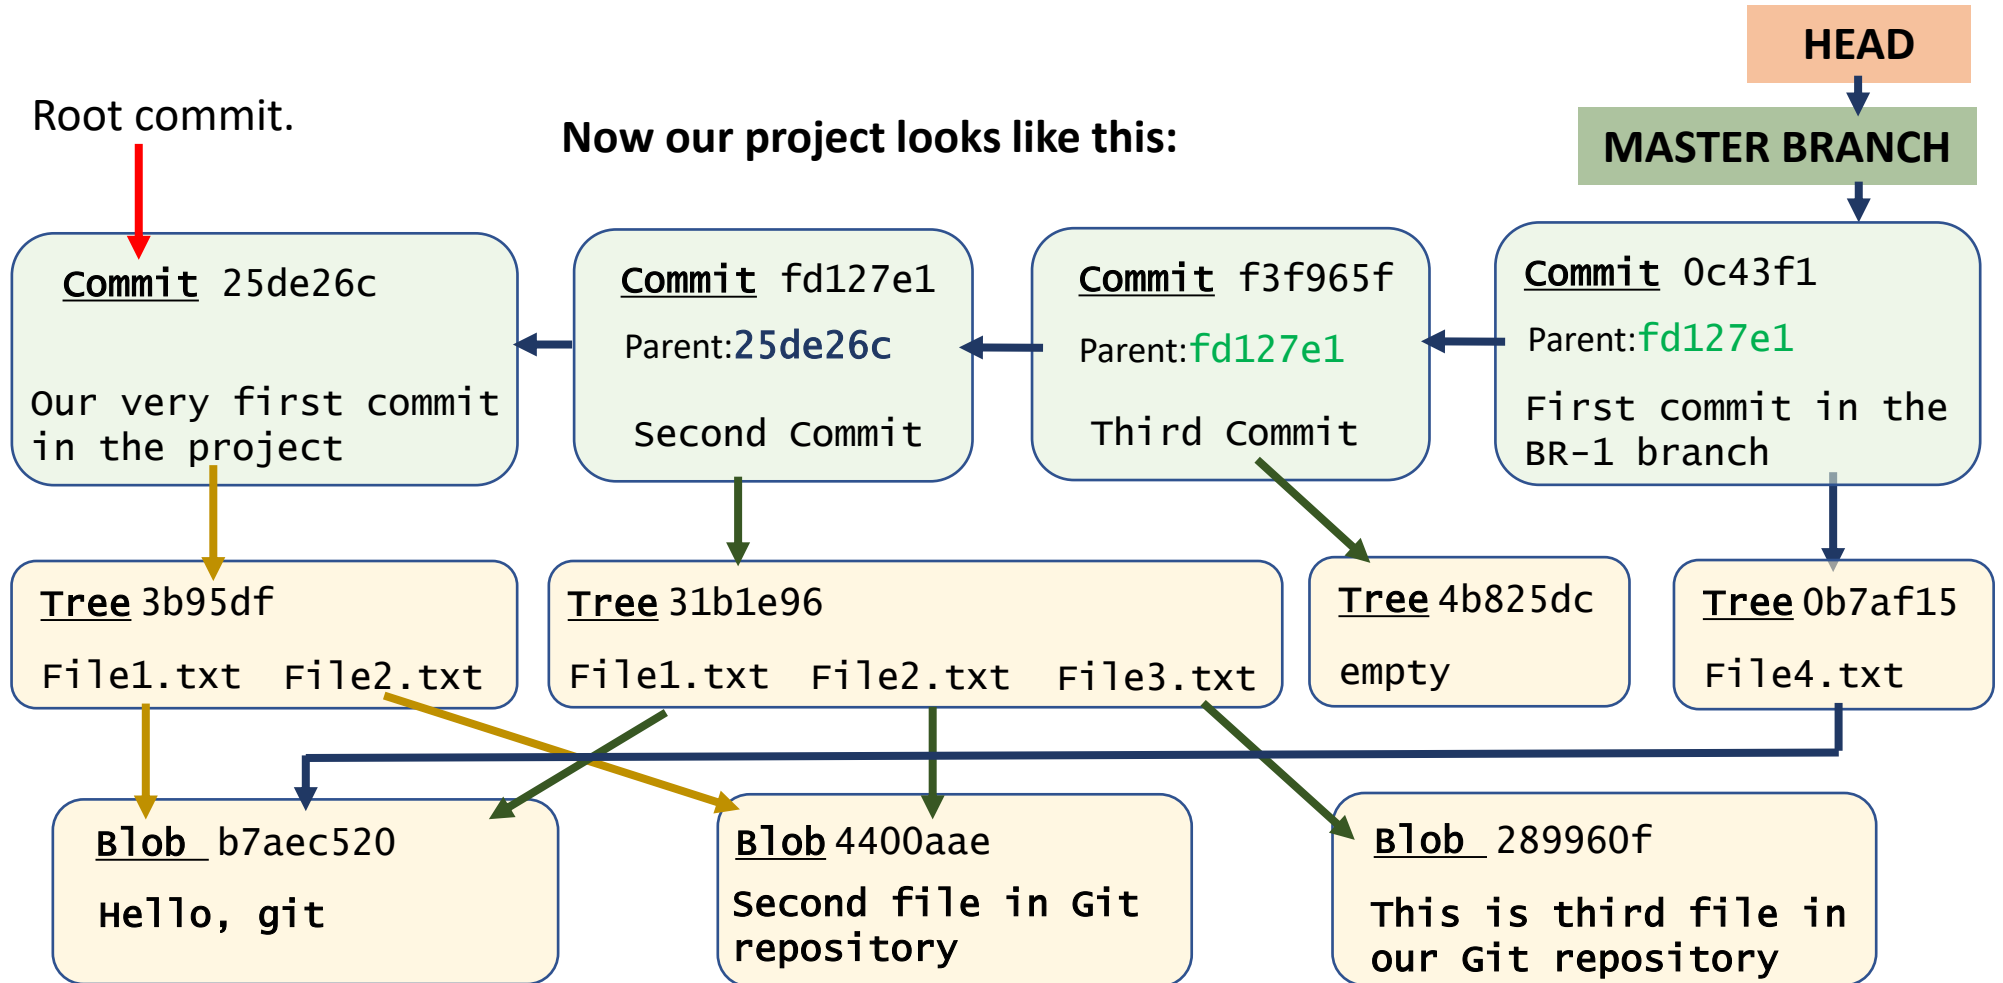 HEAD
Root commit.
Now our project looks like this:
MASTER BRANCH
Commit 25de26c
Our very first commit
in the project
Commit fd127e1
Parent:25de26c
Second Commit
Commit f3f965f
Parent:fd127e1
Third Commit
Commit 0c43f1
Parent:fd127e1
First commit in the
BR-1 branch
Tree 3b95df
File1.txt File2.txt
Tree 31b1e96
File1.txt File2.txt File3.txt
Tree 4b825dc
empty
Tree 0b7af15
File4.txt
Blob b7aec520
Hello, git
Blob 4400aae
Second file in Git
repository
Blob 289960f
This is third file in
our Git repository